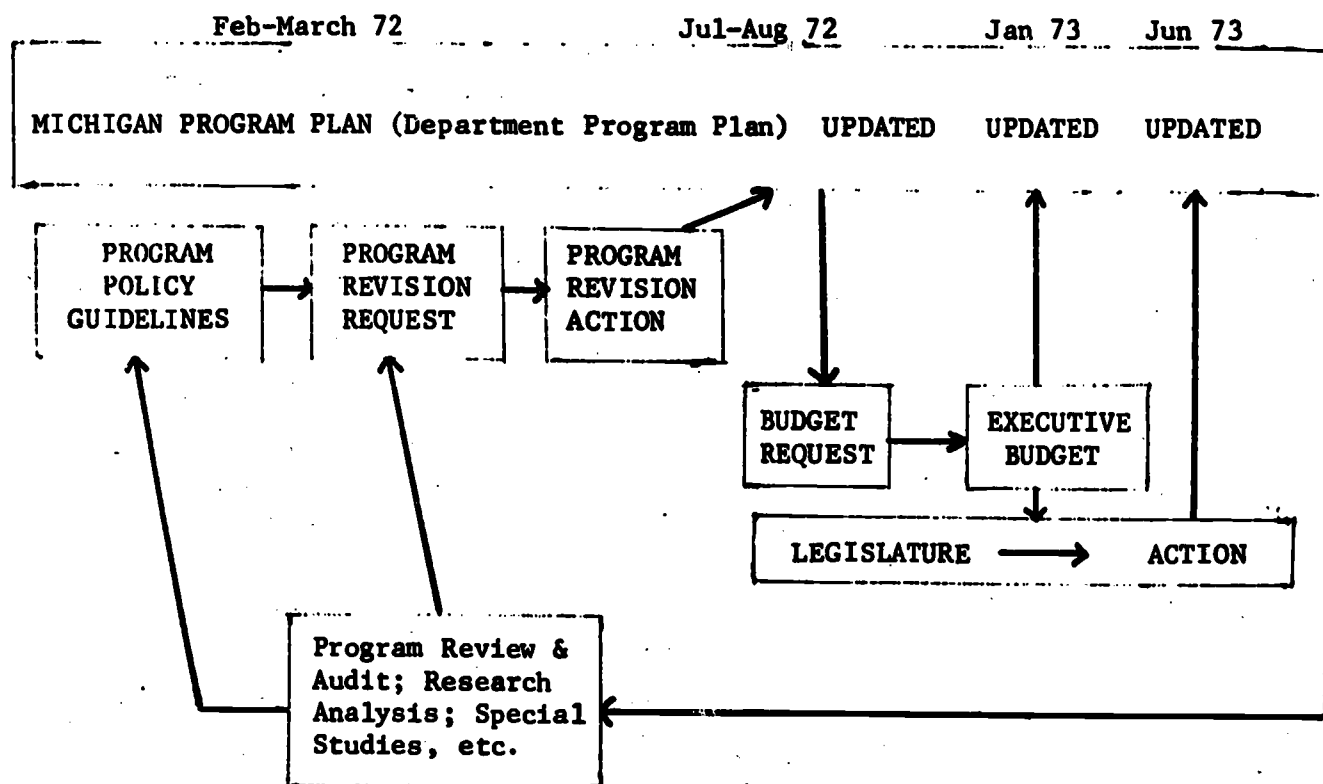 Feb-March 72 Jul-Aug 72 Jan 73 Jun 73
MICHIGAN PROGRAM PLAN (Department Program Plan) UPDATED UPDATED UPDATED
PROGRAM
POLICY
GUIDELINES
PROGRAM
REVISION
REQUEST
PROGRAM
REVISION
ACTION
BUDGET
REQUEST
EXECUTIVE
BUDGET
LEGISLATURE ACTION
Program Review &
Audit; Research
Analysis; Special
Studies, etc.